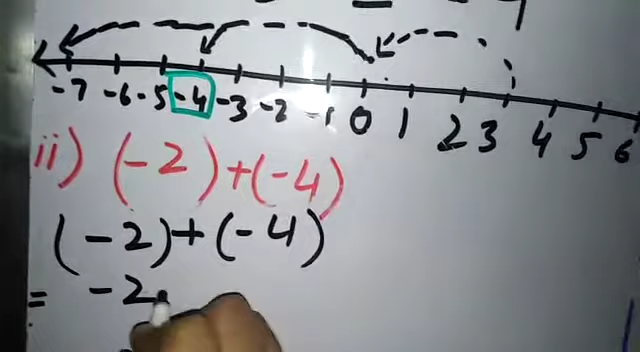 -7 -6 -5 -4 -3 -2 -1 0 1 2 3 4 5 6
ii) (-2)+(-4)
(-2)+(-4)
= -2